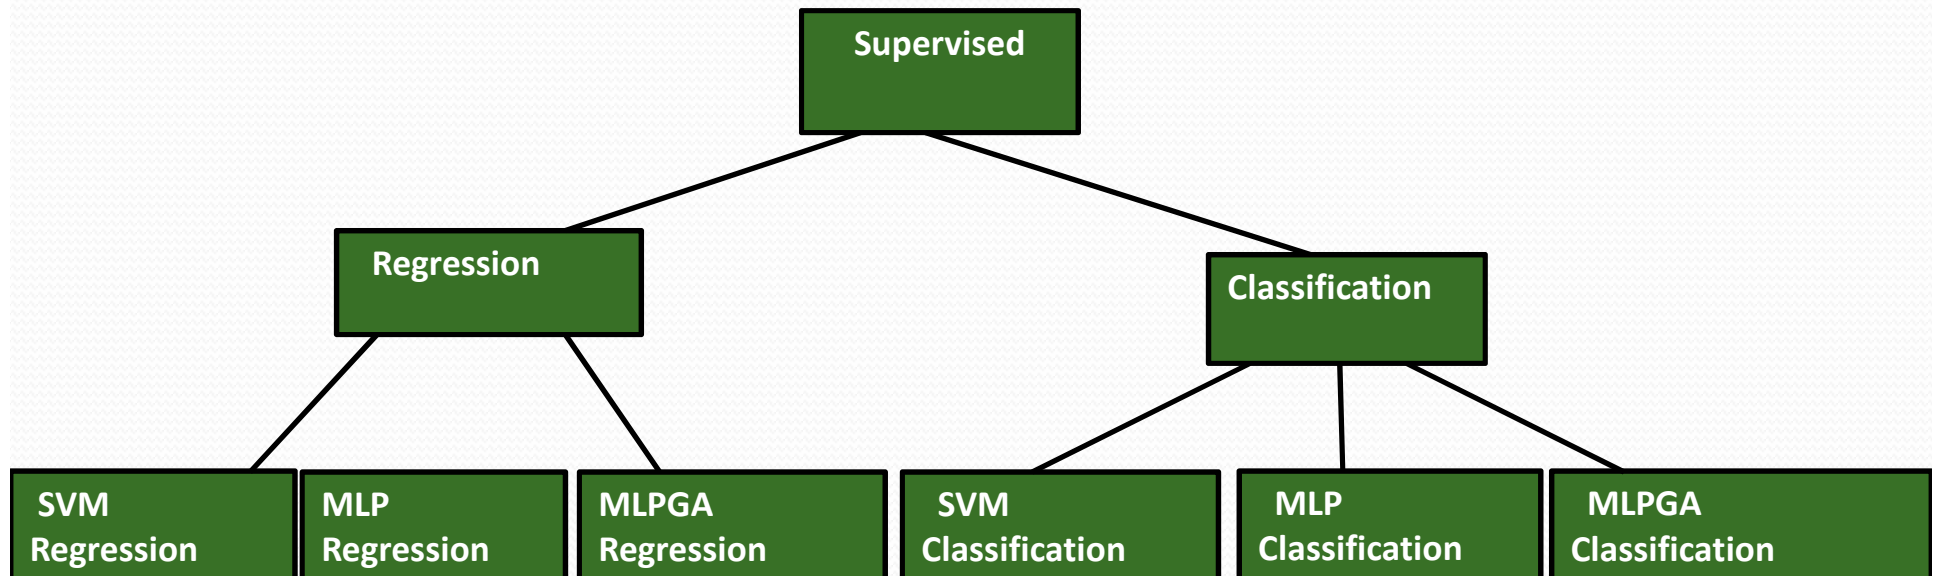 Supervised
Regression
Classification
SVM
Regression
MLP
Regression
MLPGA
Regression
SVM
Classification
MLP
Classification
MLPGA
Classification